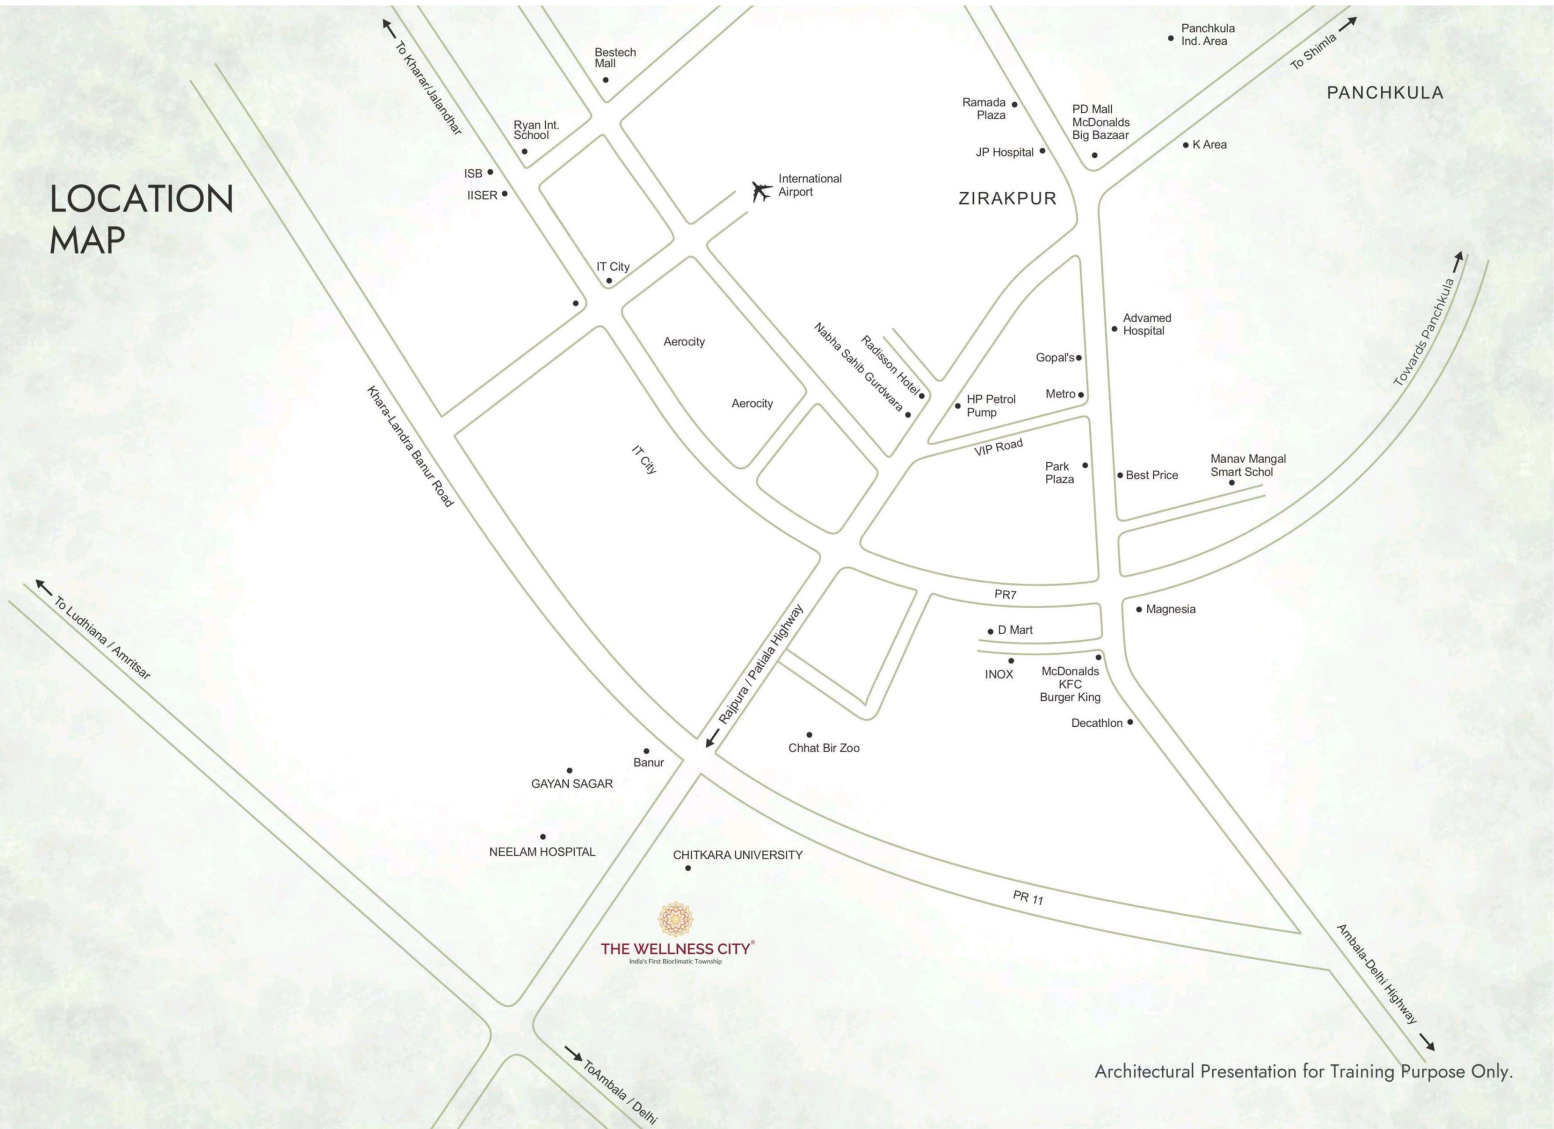 LOCATION
MAP
To Kharar/Jalandhar
Bestech
Mall
Ryan Int.
School
ISB
IISER
International
Airport
IT City
Aerocity
Aerocity
IT City
Khara-Landra Banur Road
Panchkula
Ind. Area
To Shimla
PANCHKULA
Ramada
Plaza
PD Mall
McDonalds
Big Bazaar
JP Hospital
K Area
ZIRAKPUR
Advamed
Hospital
Gopal's
Metro
Radisson Hotel
Nabha Sahib Gurdwara
HP Petrol
Pump
VIP Road
Park
Plaza
Best Price
Manav Mangal
Smart Schol
Towards Panchkula
PR7
Magnesia
D Mart
INOX
McDonalds
KFC
Burger King
Decathlon
Rajpura / Patiala Highway
To Ludhiana / Amritsar
Chhat Bir Zoo
Banur
GAYAN SAGAR
NEELAM HOSPITAL
CHITKARA UNIVERSITY
THE WELLNESS CITY®
India's First Bioclimatic Township
PR 11
Ambala-Delhi Highway
ToAmbala / Delhi
Architectural Presentation for Training Purpose Only.